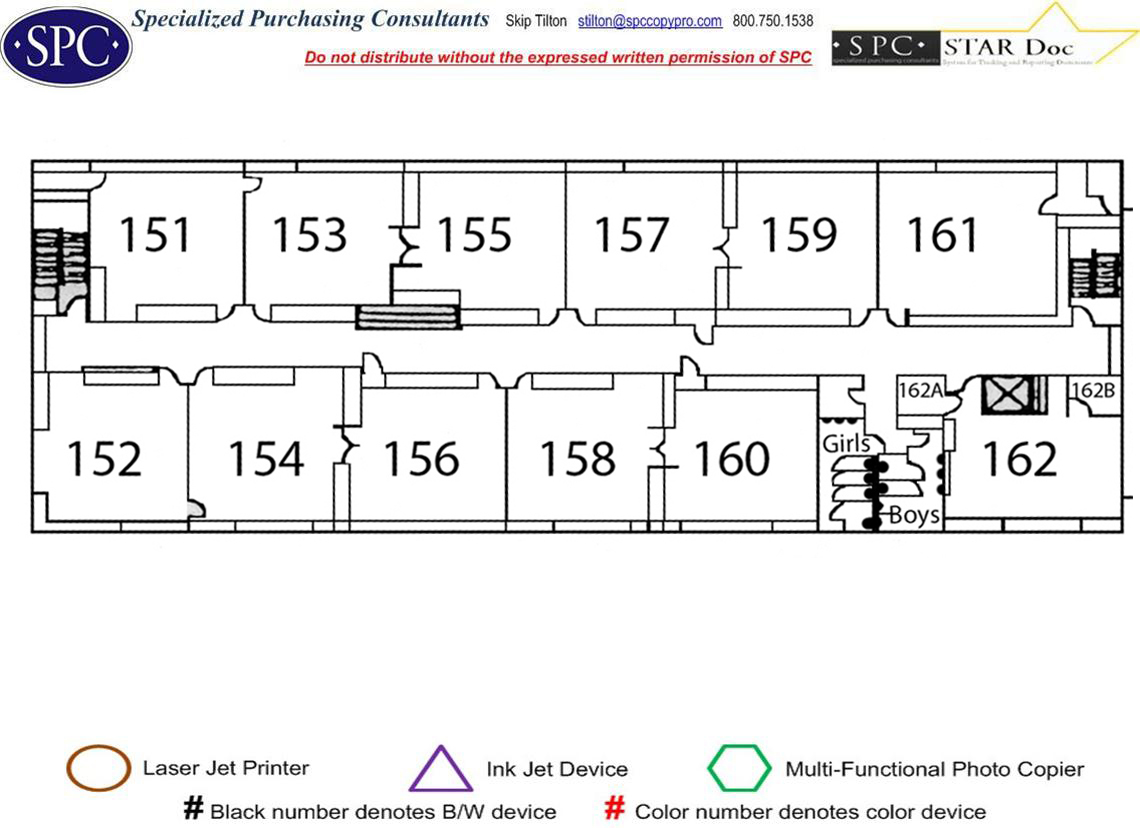 SPC
Specialized Purchasing Consultants Skip Tilton stilton@spccopypro.com 800.750.1538
Do not distribute without the expressed written permission of SPC
SPC STAR Doc
specialized purchasing consultants System for Tracking and Reporting Documents
151 153 155 157 159 161
162A 162B
152 154 156 158 160 Girls 162
Boys
Laser Jet Printer Ink Jet Device Multi-Functional Photo Copier
# Black number denotes B/W device # Color number denotes color device